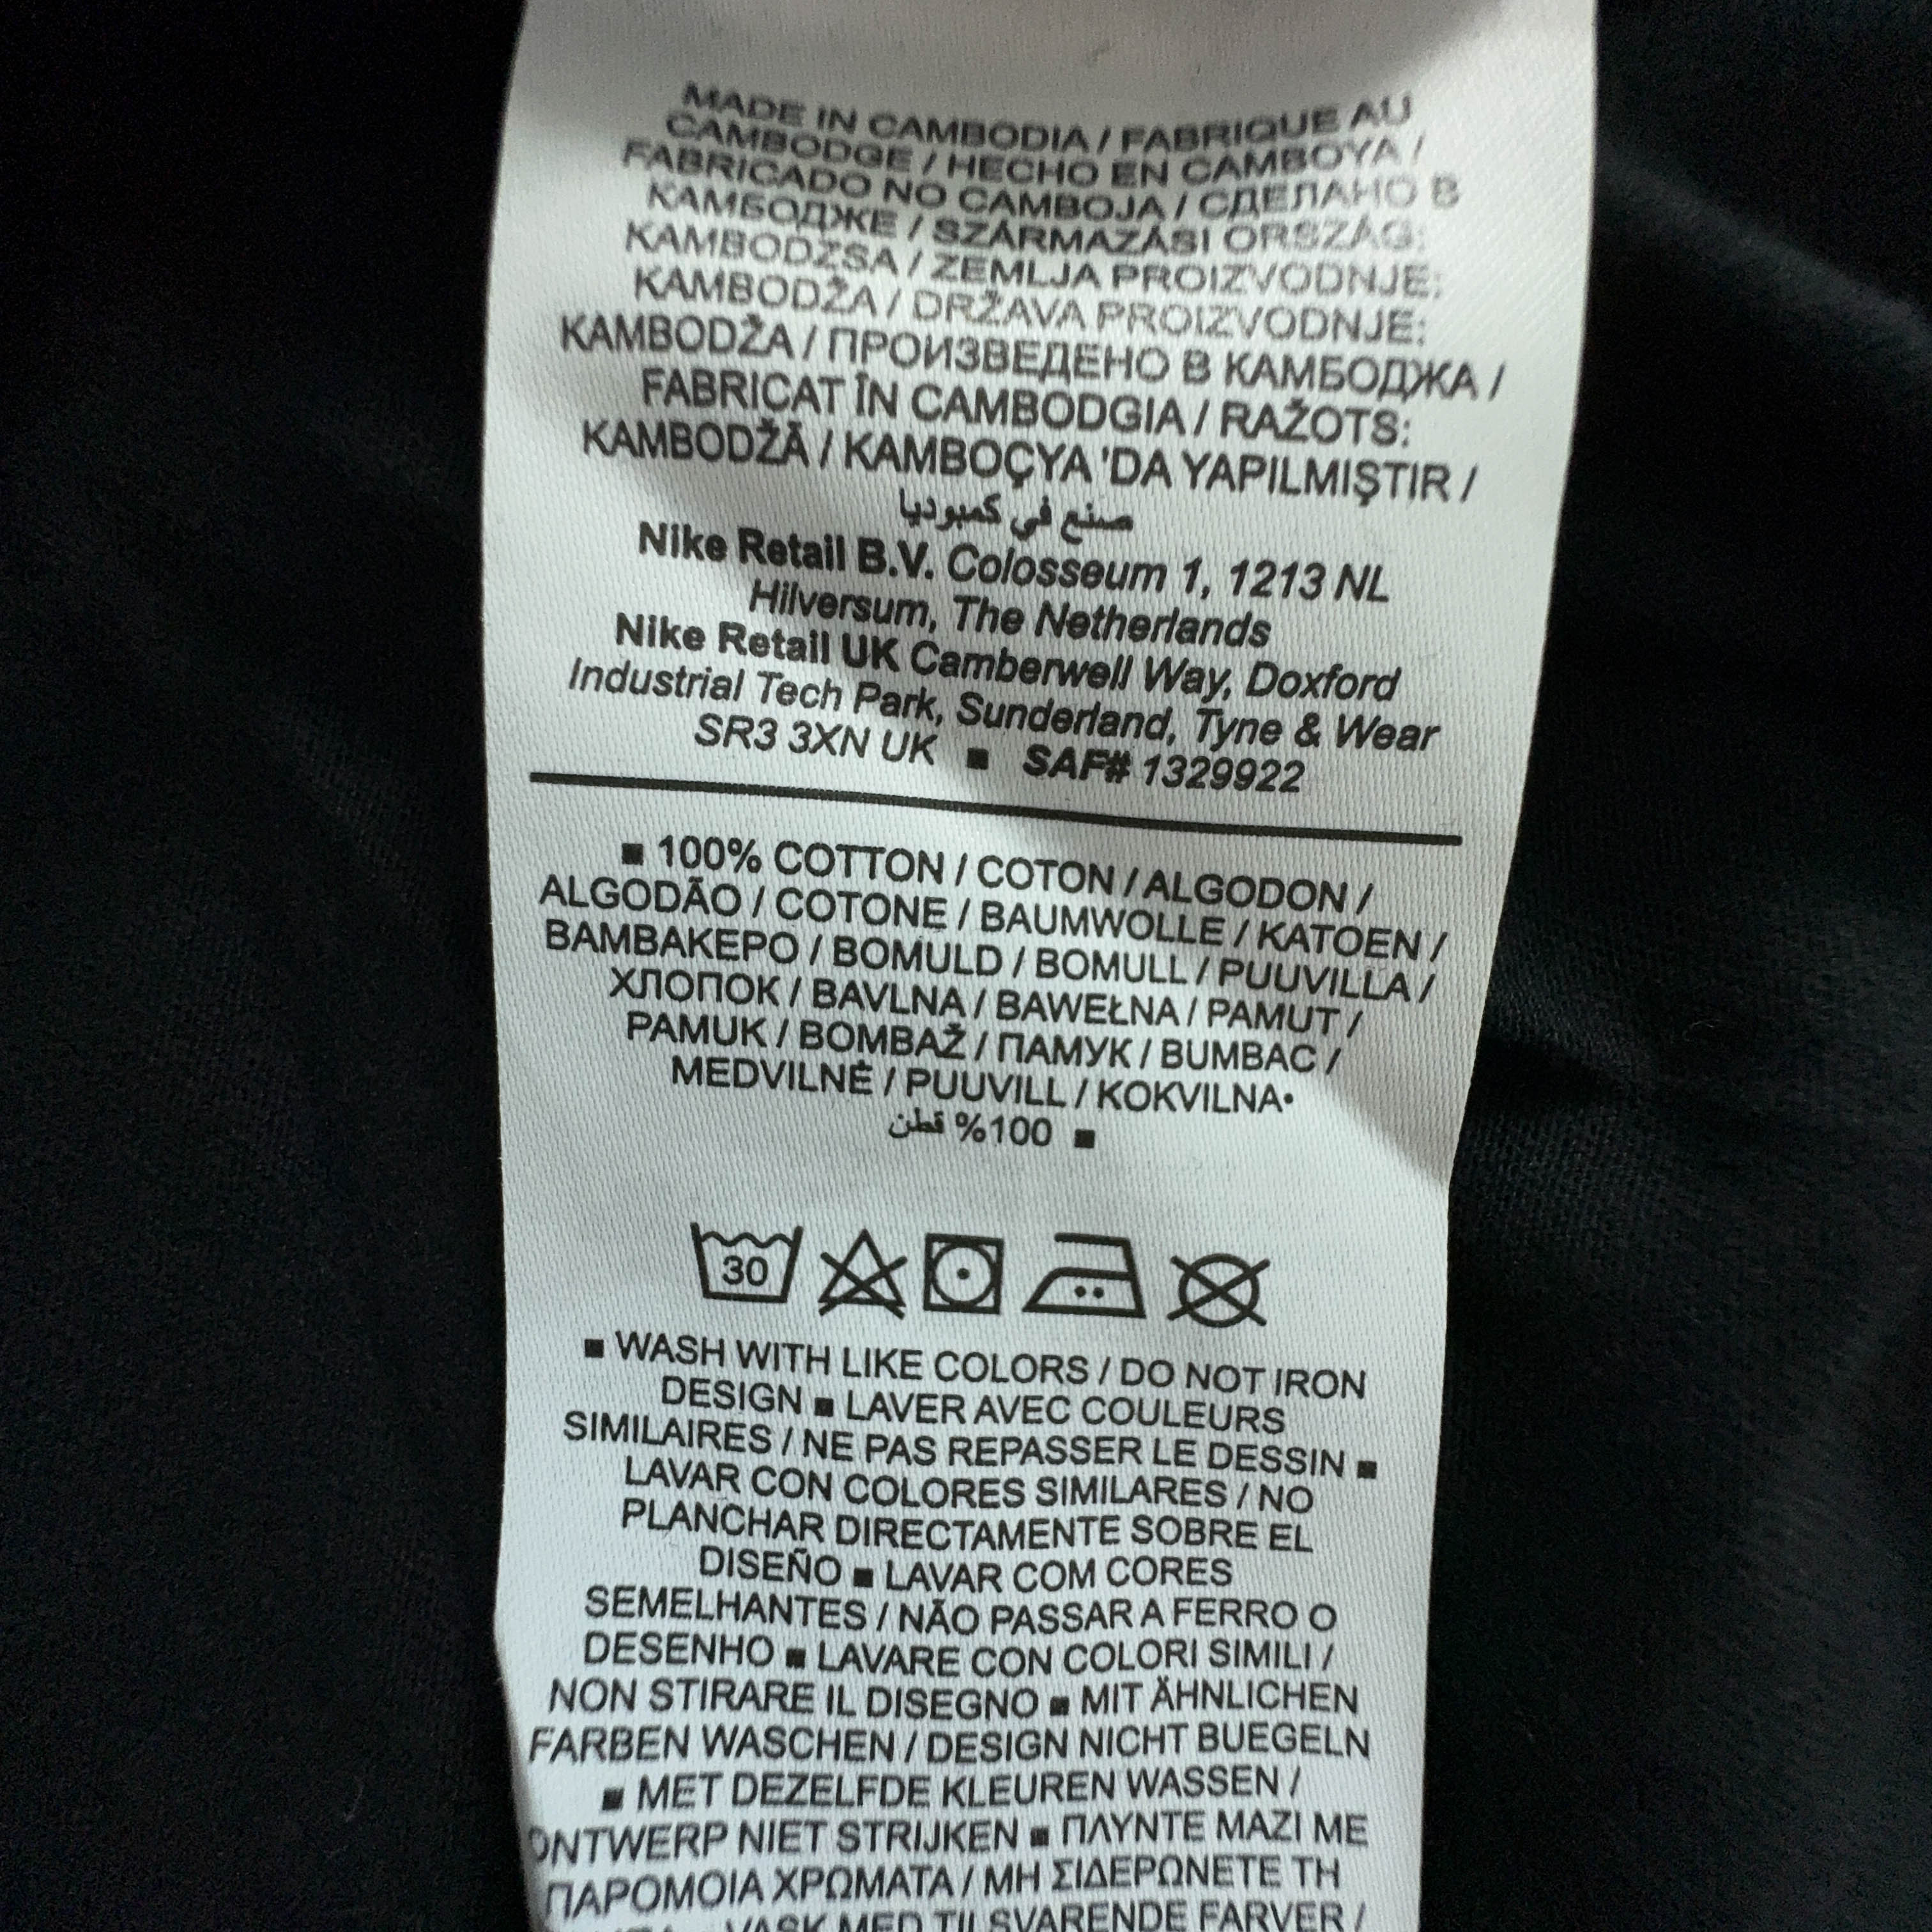 MADE IN CAMBODIA / FABRIQUE AU
CAMBODGE / HECHO EN CAMBOYA /
FABRICADO NO CAMBOJA / СДЕЛАНО В
КАМБОДЖЕ / SZÁRMAZÁSI ORSZÁG:
KAMBODZSA / ZEMLJA PROIZVODNJE:
KAMBODŽA / DRŽAVA PROIZVODNJE:
KAMBODŽA / ПРОИЗВЕДЕНО В КАМБОДЖА /
FABRICAT ÎN CAMBODGIA / RAŽOTS:
KAMBODŽĀ / KAMBOÇYA 'DA YAPILMIŞTIR /
صنع في كمبوديا
Nike Retail B.V. Colosseum 1, 1213 NL
Hilversum, The Netherlands
Nike Retail UK Camberwell Way, Doxford
Industrial Tech Park, Sunderland, Tyne & Wear
SR3 3XN UK ■ SAF# 1329922
■ 100% COTTON / COTON / ALGODON /
ALGODÃO / COTONE / BAUMWOLLE / KATOEN /
ΒΑΜΒΑΚΕΡΟ / BOMULD / BOMULL / PUUVILLA /
ХЛОПОК / BAVLNA / BAWEŁNA / PAMUT /
PAMUK / BOMBAŽ / ПАМУК / BUMBAC /
MEDVILNĖ / PUUVILL / KOKVILNA•
■ 100% قطن
30
■ WASH WITH LIKE COLORS / DO NOT IRON
DESIGN ■ LAVER AVEC COULEURS
SIMILAIRES / NE PAS REPASSER LE DESSIN ■
LAVAR CON COLORES SIMILARES / NO
PLANCHAR DIRECTAMENTE SOBRE EL
DISEÑO ■ LAVAR COM CORES
SEMELHANTES / NÃO PASSAR A FERRO O
DESENHO ■ LAVARE CON COLORI SIMILI /
NON STIRARE IL DISEGNO ■ MIT ÄHNLICHEN
FARBEN WASCHEN / DESIGN NICHT BUEGELN
■ MET DEZELFDE KLEUREN WASSEN /
ONTWERP NIET STRIJKEN ■ ΠΛΥΝΤΕ ΜΑΖΙ ΜΕ
ΠΑΡΟΜΟΙΑ ΧΡΩΜΑΤΑ / ΜΗ ΣΙΔΕΡΩΝΕΤΕ ΤΗ
VASK MED TILSVARENDE FARVER /